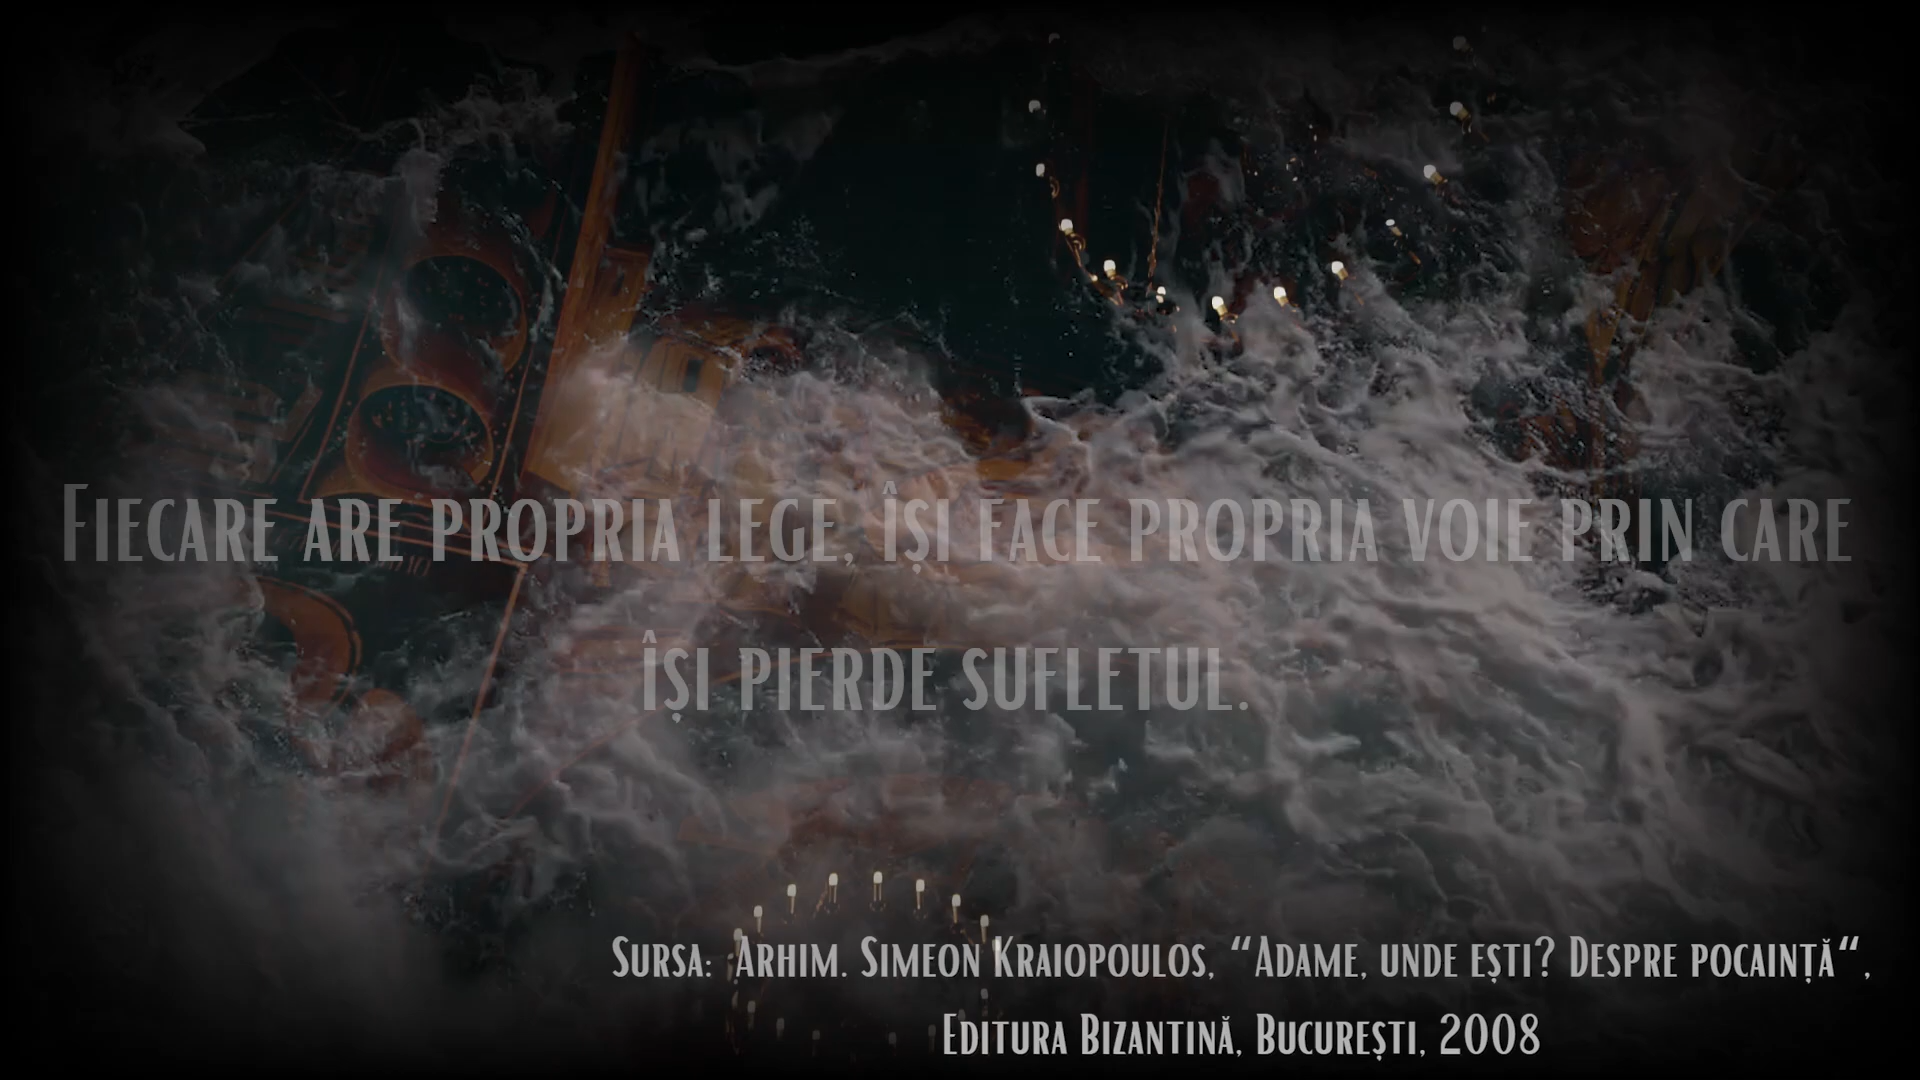 Fiecare are propria lege, își face propria voie prin care
își pierde sufletul.
Sursa: Arhim. Simeon Kraiopoulos, “Adame, unde ești? Despre pocaință“,
Editura Bizantină, București, 2008